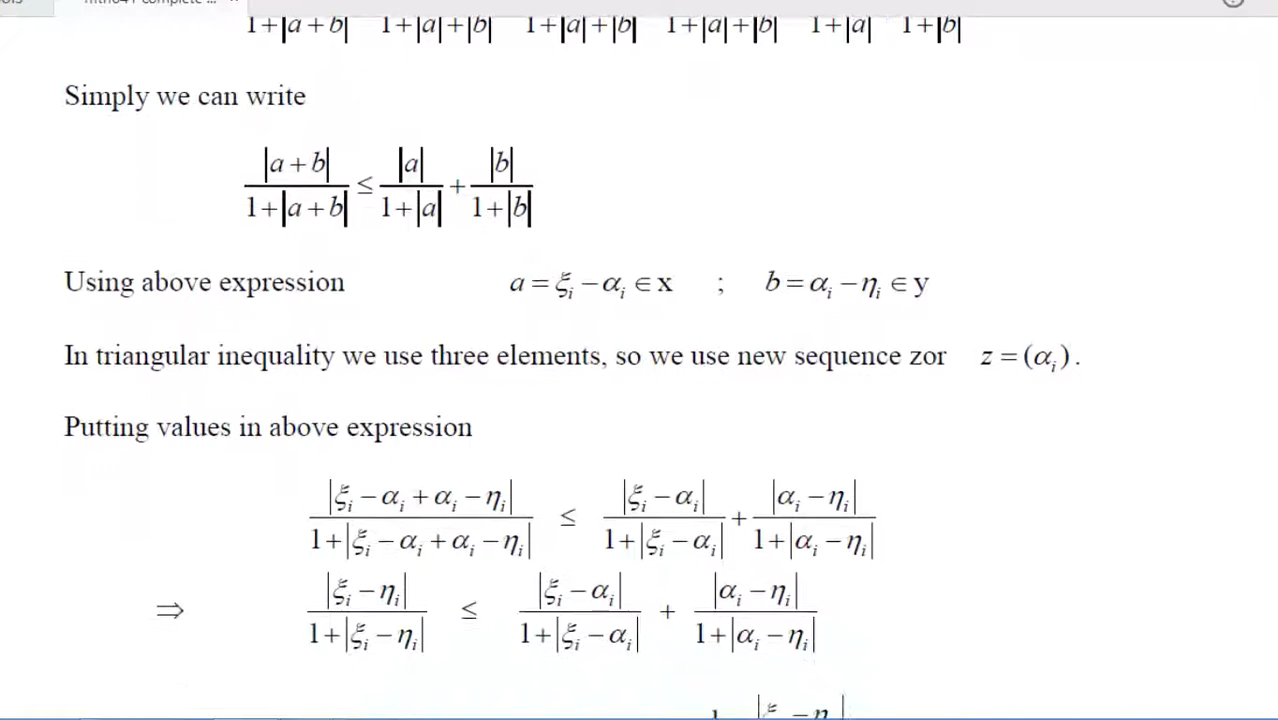 1+|a+b| 1+|a|+|b| 1+|a|+|b| 1+|a|+|b| 1+|a| 1+|b|
Simply we can write
|a+b| / 1+|a+b| ≤ |a| / 1+|a| + |b| / 1+|b|
Using above expression a = ξᵢ − αᵢ ∈ x ; b = αᵢ − ηᵢ ∈ y
In triangular inequality we use three elements, so we use new sequence zor z = (αᵢ).
Putting values in above expression
|ξᵢ − αᵢ + αᵢ − ηᵢ| / 1+|ξᵢ − αᵢ + αᵢ − ηᵢ| ≤ |ξᵢ − αᵢ| / 1+|ξᵢ − αᵢ| + |αᵢ − ηᵢ| / 1+|αᵢ − ηᵢ|
⇒ |ξᵢ − ηᵢ| / 1+|ξᵢ − ηᵢ| ≤ |ξᵢ − αᵢ| / 1+|ξᵢ − αᵢ| + |αᵢ − ηᵢ| / 1+|αᵢ − ηᵢ|